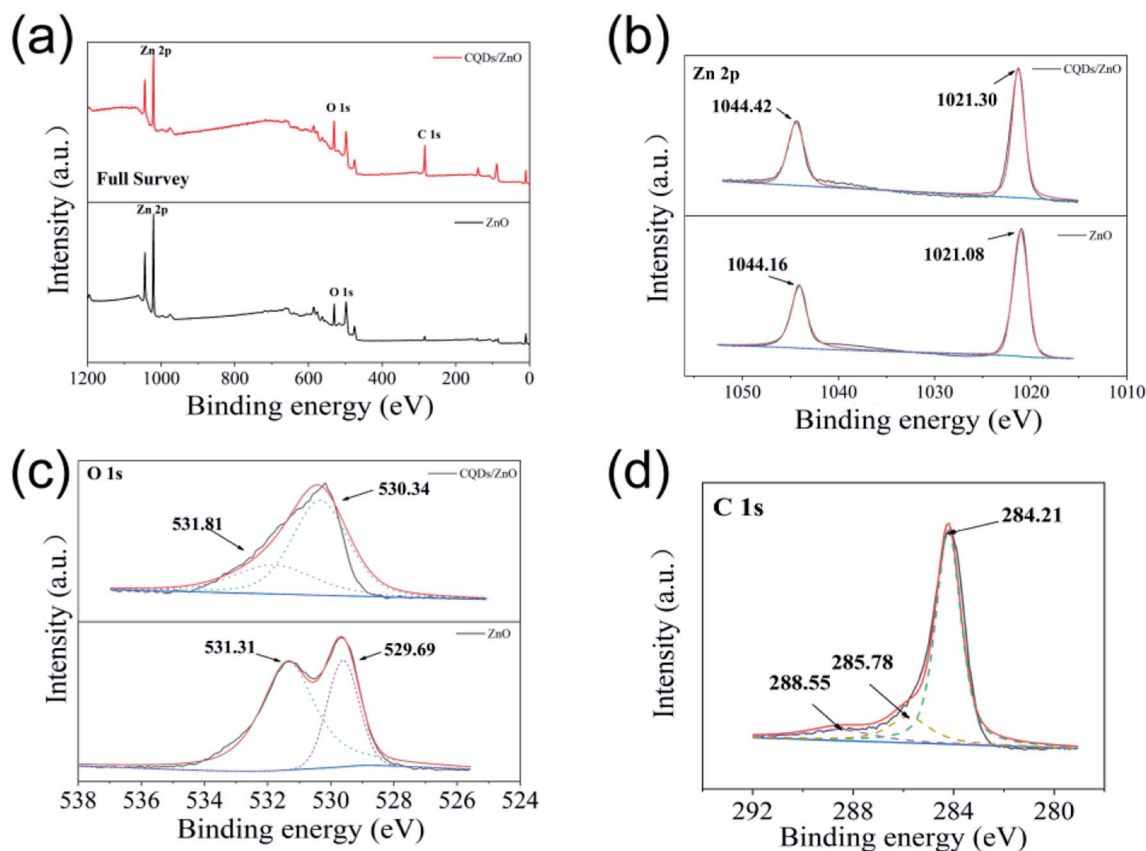 (a)
Zn 2p
CQDs/ZnO
O 1s
C 1s
Full Survey
Zn 2p
ZnO
O 1s
Intensity (a.u.)
1200 1000 800 600 400 200 0
Binding energy (eV)
(b)
Zn 2p
CQDs/ZnO
1044.42
1021.30
ZnO
1044.16
1021.08
Intensity (a.u.)
1050 1040 1030 1020 1010
Binding energy (eV)
(c)
O 1s
CQDs/ZnO
530.34
531.81
ZnO
531.31
529.69
Intensity (a.u.)
538 536 534 532 530 528 526 524
Binding energy (eV)
(d)
C 1s
284.21
285.78
288.55
Intensity (a.u.)
292 288 284 280
Binding energy (eV)